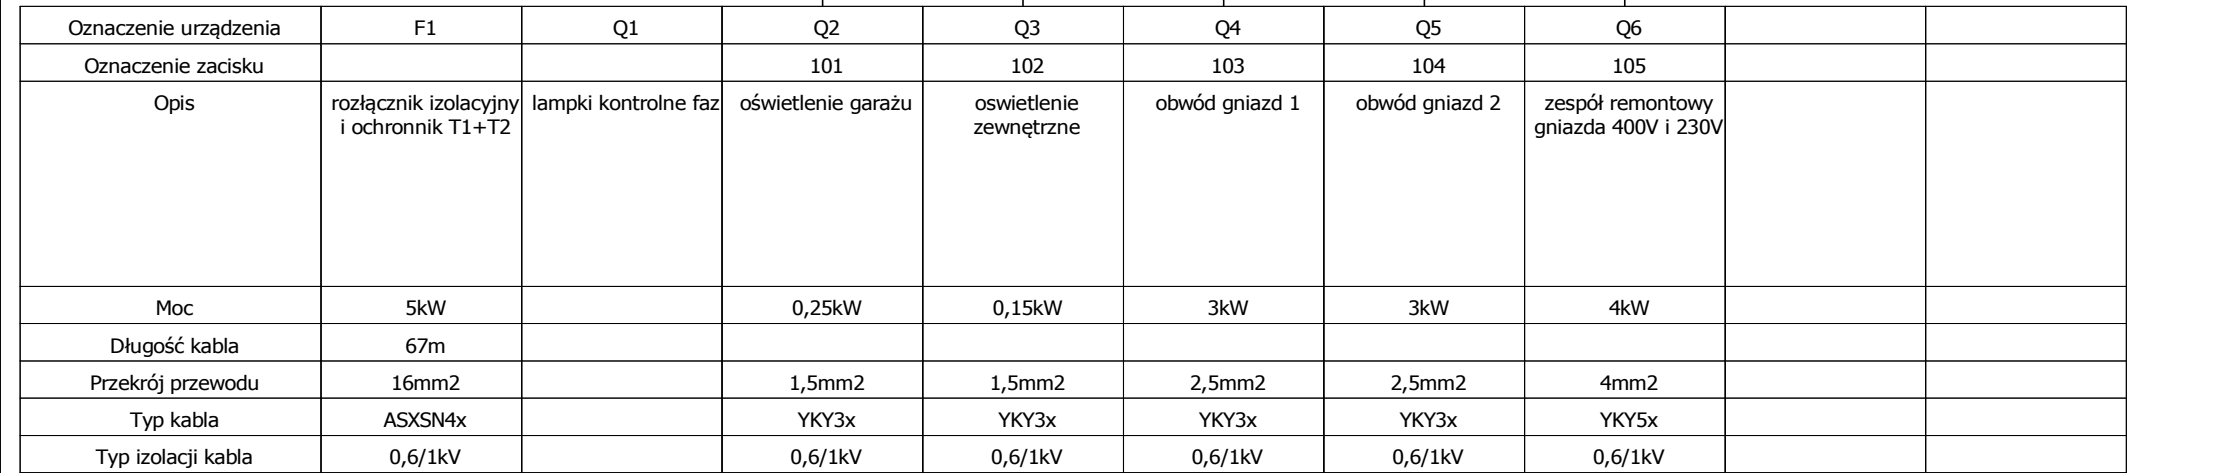 Oznaczenie urządzenia F1 Q1 Q2 Q3 Q4 Q5 Q6
Oznaczenie zacisku 101 102 103 104 105
Opis rozłącznik izolacyjny lampki kontrolne faz oświetlenie garażu oswietlenie obwód gniazd 1 obwód gniazd 2 zespół remontowy
i ochronnik T1+T2 zewnętrzne gniazda 400V i 230V
Moc 5kW 0,25kW 0,15kW 3kW 3kW 4kW
Długość kabla 67m
Przekrój przewodu 16mm2 1,5mm2 1,5mm2 2,5mm2 2,5mm2 4mm2
Typ kabla ASXSN4x YKY3x YKY3x YKY3x YKY3x YKY5x
Typ izolacji kabla 0,6/1kV 0,6/1kV 0,6/1kV 0,6/1kV 0,6/1kV 0,6/1kV